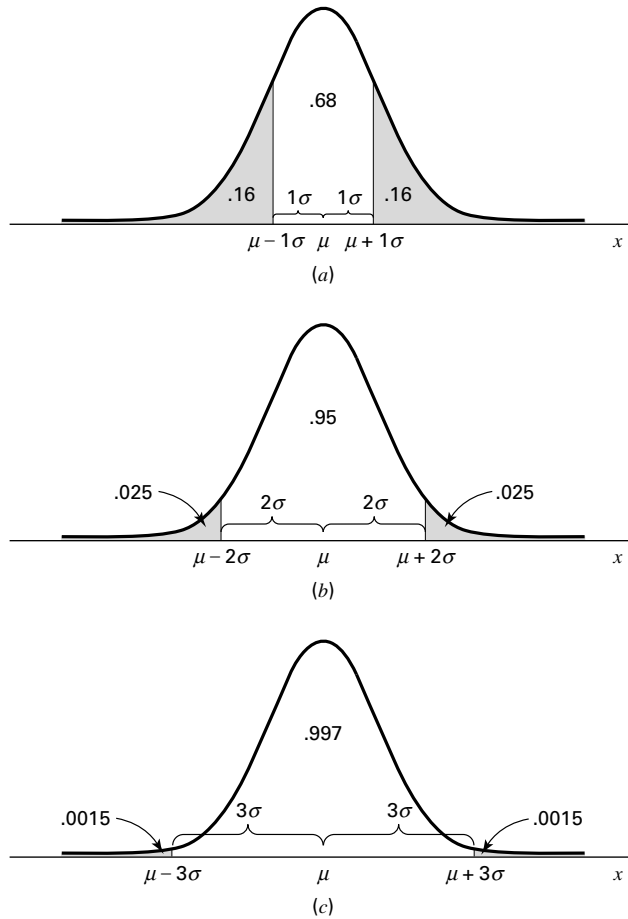 .68
.16 1σ 1σ .16
μ − 1σ μ μ + 1σ x
(a)
.95
.025 .025
2σ 2σ
μ − 2σ μ μ + 2σ x
(b)
.997
.0015 3σ 3σ .0015
μ − 3σ μ μ + 3σ x
(c)